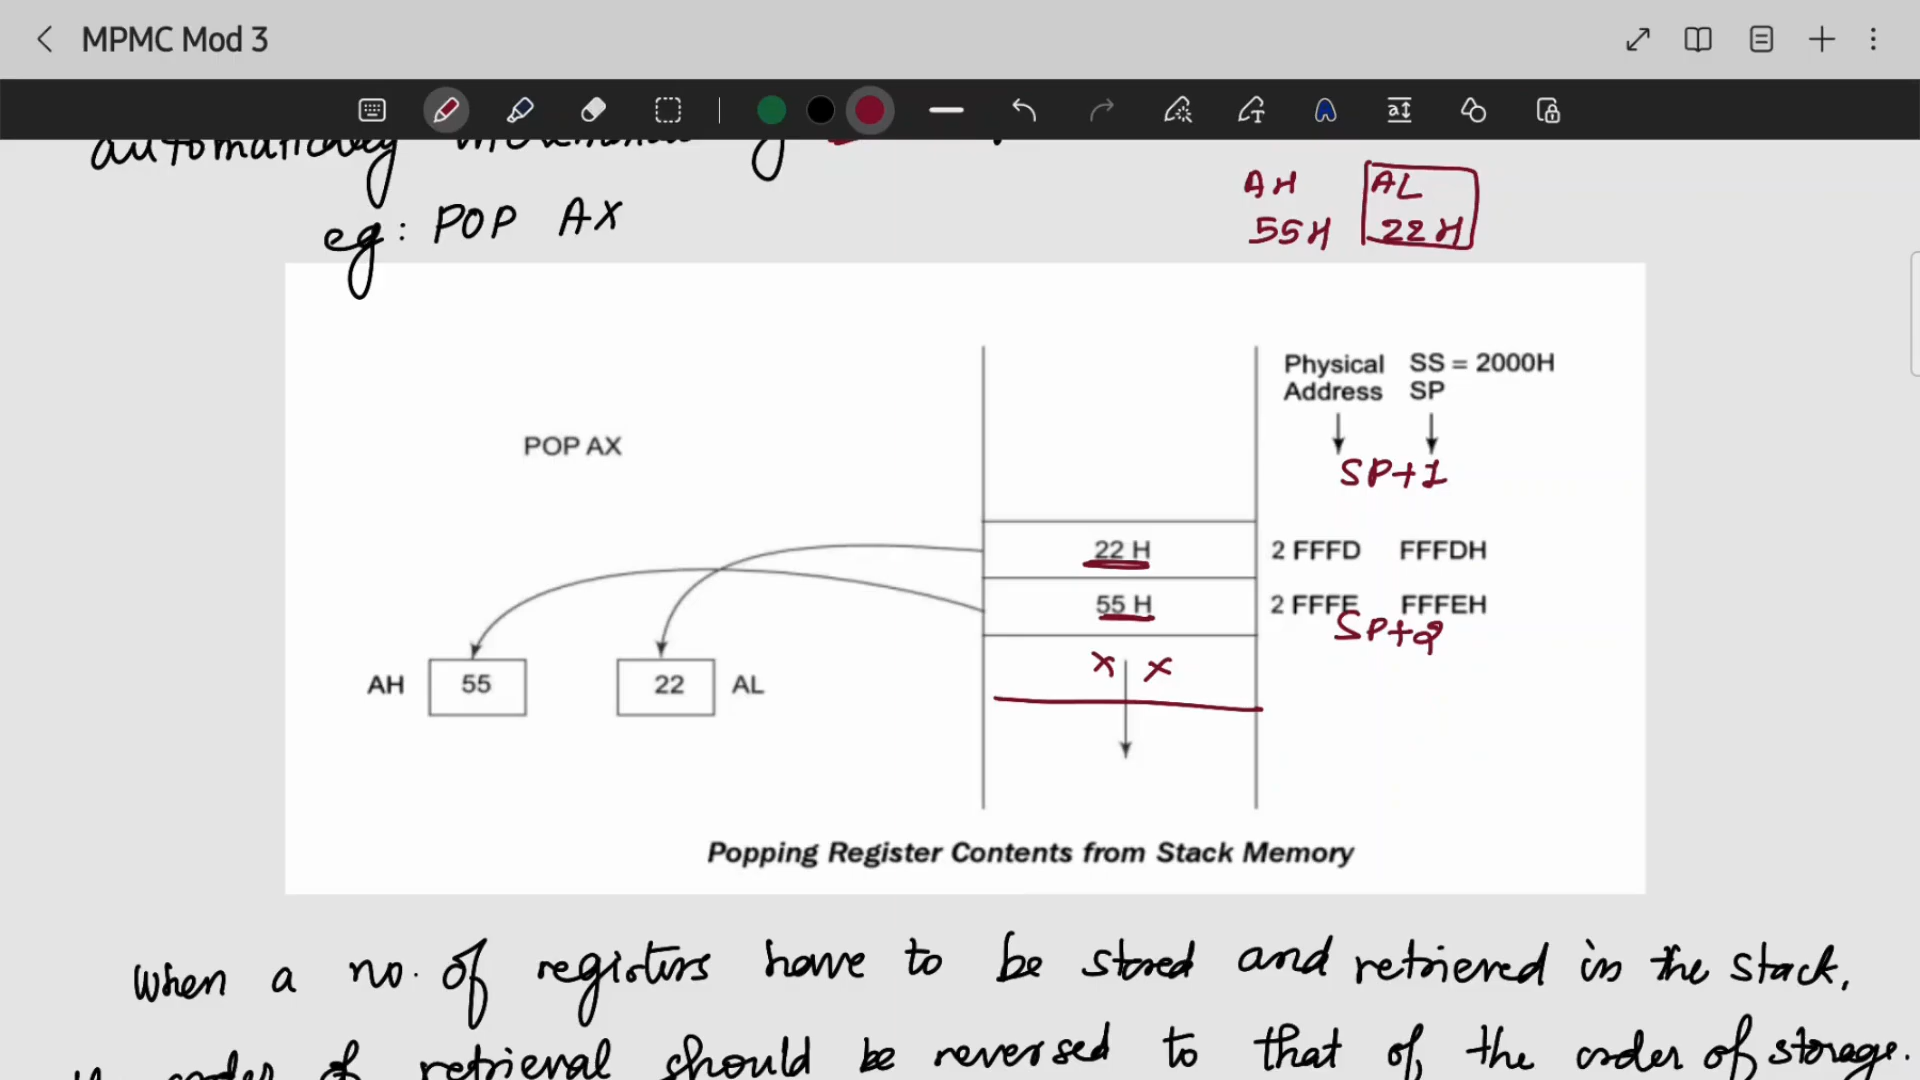 MPMC Mod 3
automatically
eg: POP AX
AH AL
55H 22H
Physical SS = 2000H
Address SP
POP AX
SP+1
22 H 2 FFFD FFFDH
55 H 2 FFFE FFFEH
SP+2
x x
AH 55 22 AL
Popping Register Contents from Stack Memory
When a no. of registers have to be stored and retrieved in the stack,
order of retrieval should be reversed to that of the order of storage.